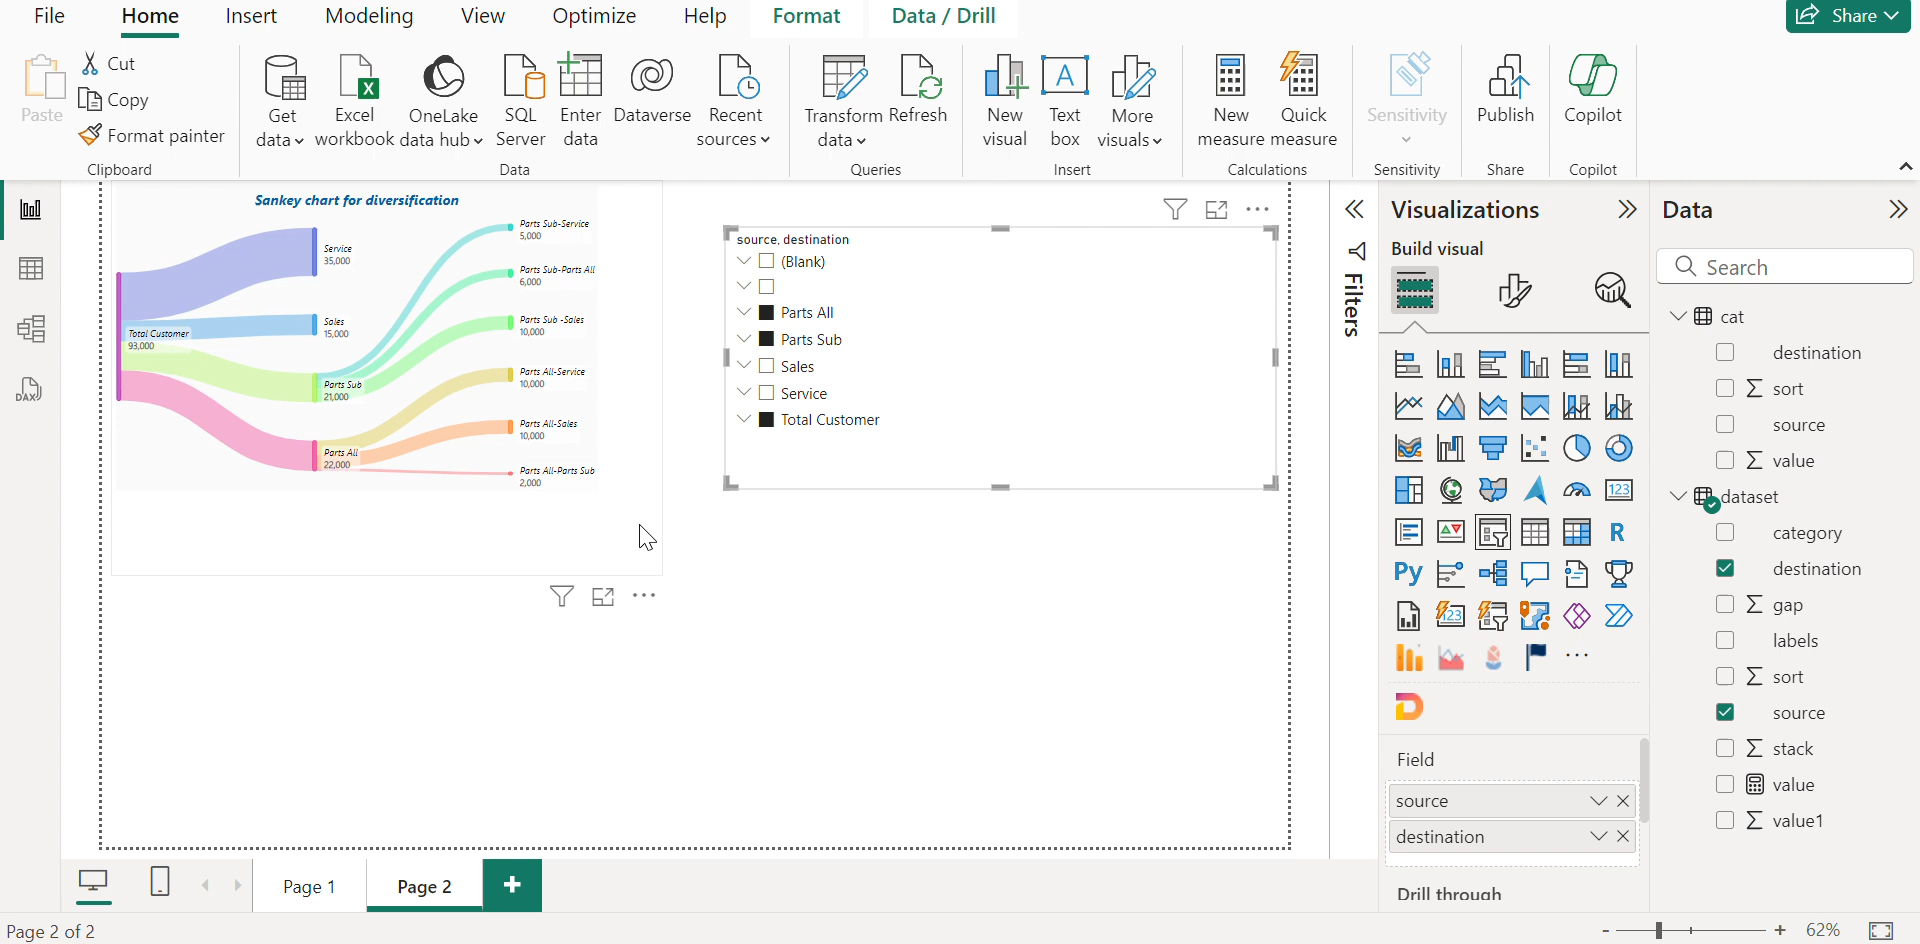 File Home Insert Modeling View Optimize Help Format Data / Drill Share
Paste
Cut
Copy
Format painter
Clipboard
Get data
Excel workbook
OneLake data hub
SQL Server
Enter data
Dataverse
Recent sources
Data
Transform data
Refresh
Queries
New visual
Text box
More visuals
Insert
New measure
Quick measure
Calculations
Sensitivity
Sensitivity
Publish
Share
Copilot
Copilot
Sankey chart for diversification
Total Customer
93,000
Service
35,000
Sales
15,000
Parts Sub
21,000
Parts All
22,000
Parts Sub-Service
5,000
Parts Sub-Parts All
6,000
Parts Sub -Sales
10,000
Parts All-Service
10,000
Parts All-Sales
10,000
Parts All-Parts Sub
2,000
source, destination
(Blank)
Parts All
Parts Sub
Sales
Service
Total Customer
Filters
Visualizations
Build visual
123
R
Py
123
Field
source
destination
Drill through
Data
Search
cat
destination
sort
source
value
dataset
category
destination
gap
labels
sort
source
stack
value
value1
Page 1
Page 2
Page 2 of 2
62%
A
DAX